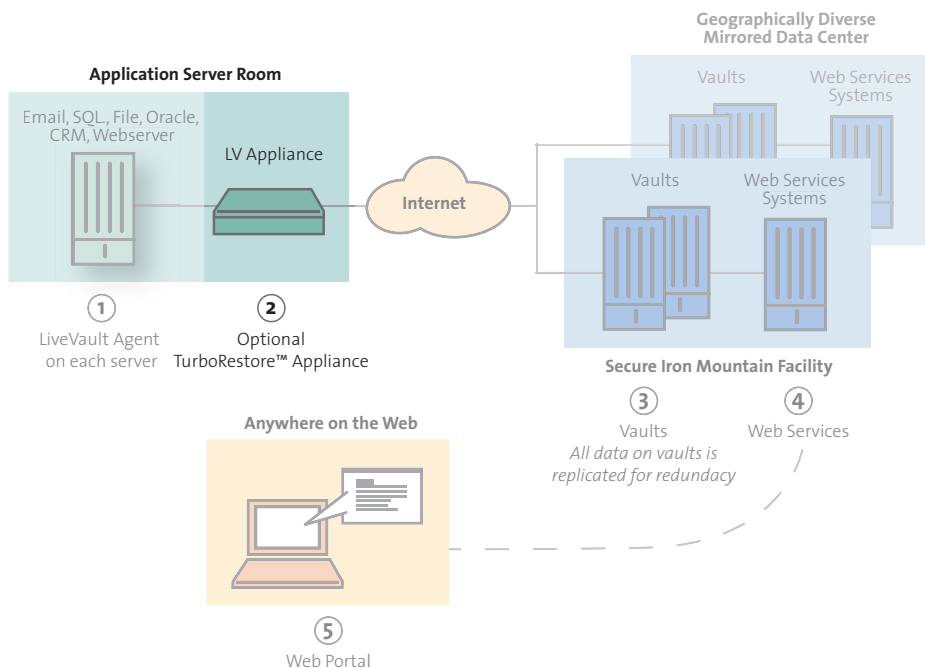 Geographically Diverse
Mirrored Data Center
Application Server Room
Vaults
Web Services
Systems
Email, SQL., File, Oracle,
CRM, Webserver
LV Appliance
Internet
Vaults
Web Services
Systems
1
LiveVault Agent
on each server
2
Optional
TurboRestore™ Appliance
Secure Iron Mountain Facility
3
Vaults
All data on vaults is
replicated for redundacy
4
Web Services
Anywhere on the Web
5
Web Portal